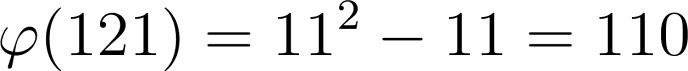 φ(121) = 11² − 11 = 110